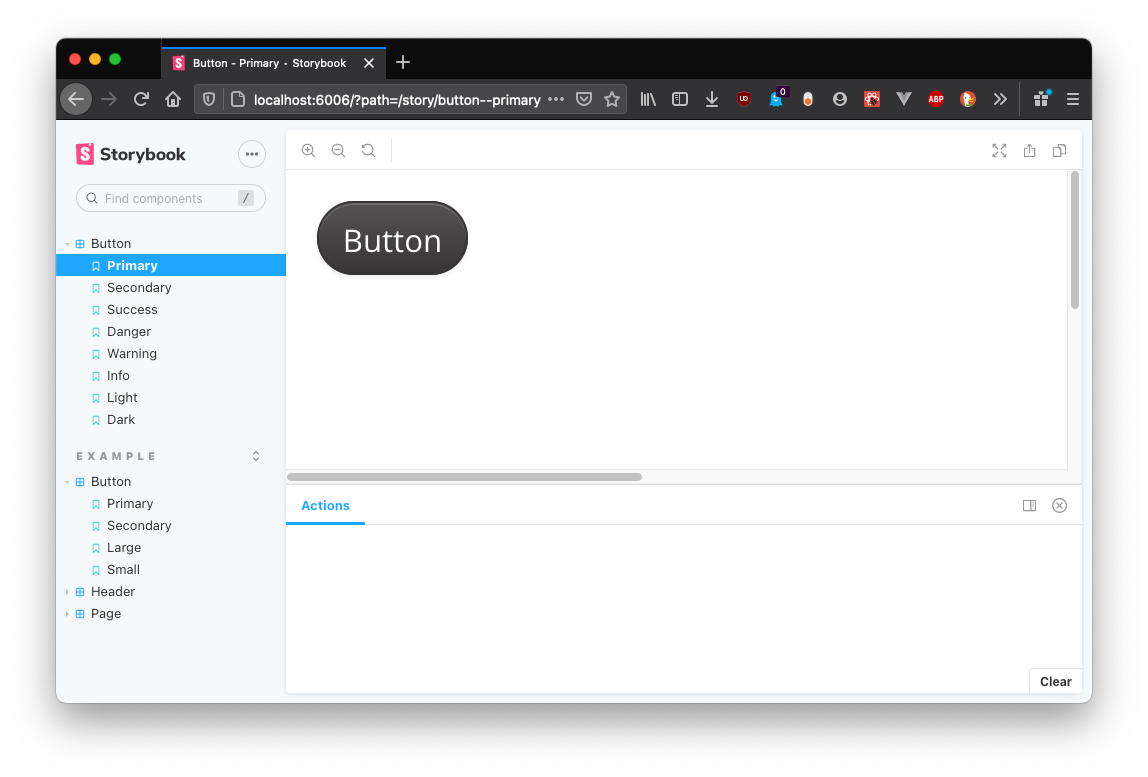 Button - Primary · Storybook
localhost:6006/?path=/story/button--primary
UD
0
ABP
S Storybook
Find components /
Button
Primary
Secondary
Success
Danger
Warning
Info
Light
Dark
EXAMPLE
Button
Primary
Secondary
Large
Small
Header
Page
Button
Actions
Clear